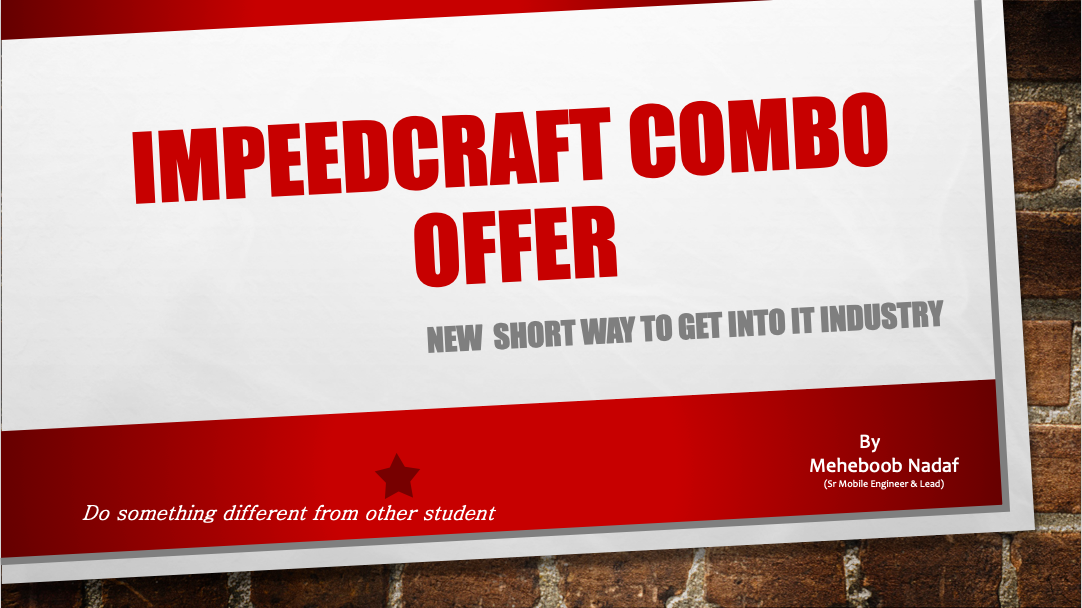 IMPEEDCRAFT COMBO
OFFER
NEW SHORT WAY TO GET INTO IT INDUSTRY
By
Meheboob Nadaf
(Sr Mobile Engineer & Lead)
Do something different from other student